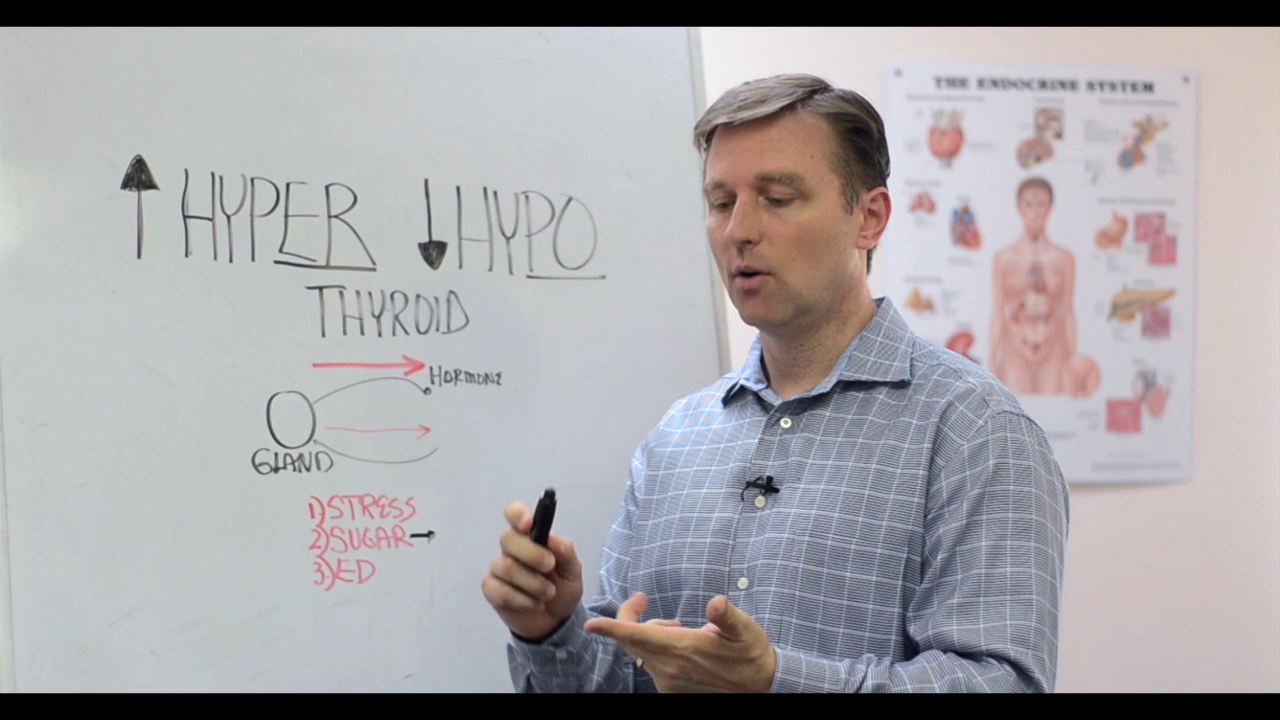 HYPER HYPO
THYROID
HORMONE
GLAND
1) STRESS
2) SUGAR
3) ED
THE ENDOCRINE SYSTEM